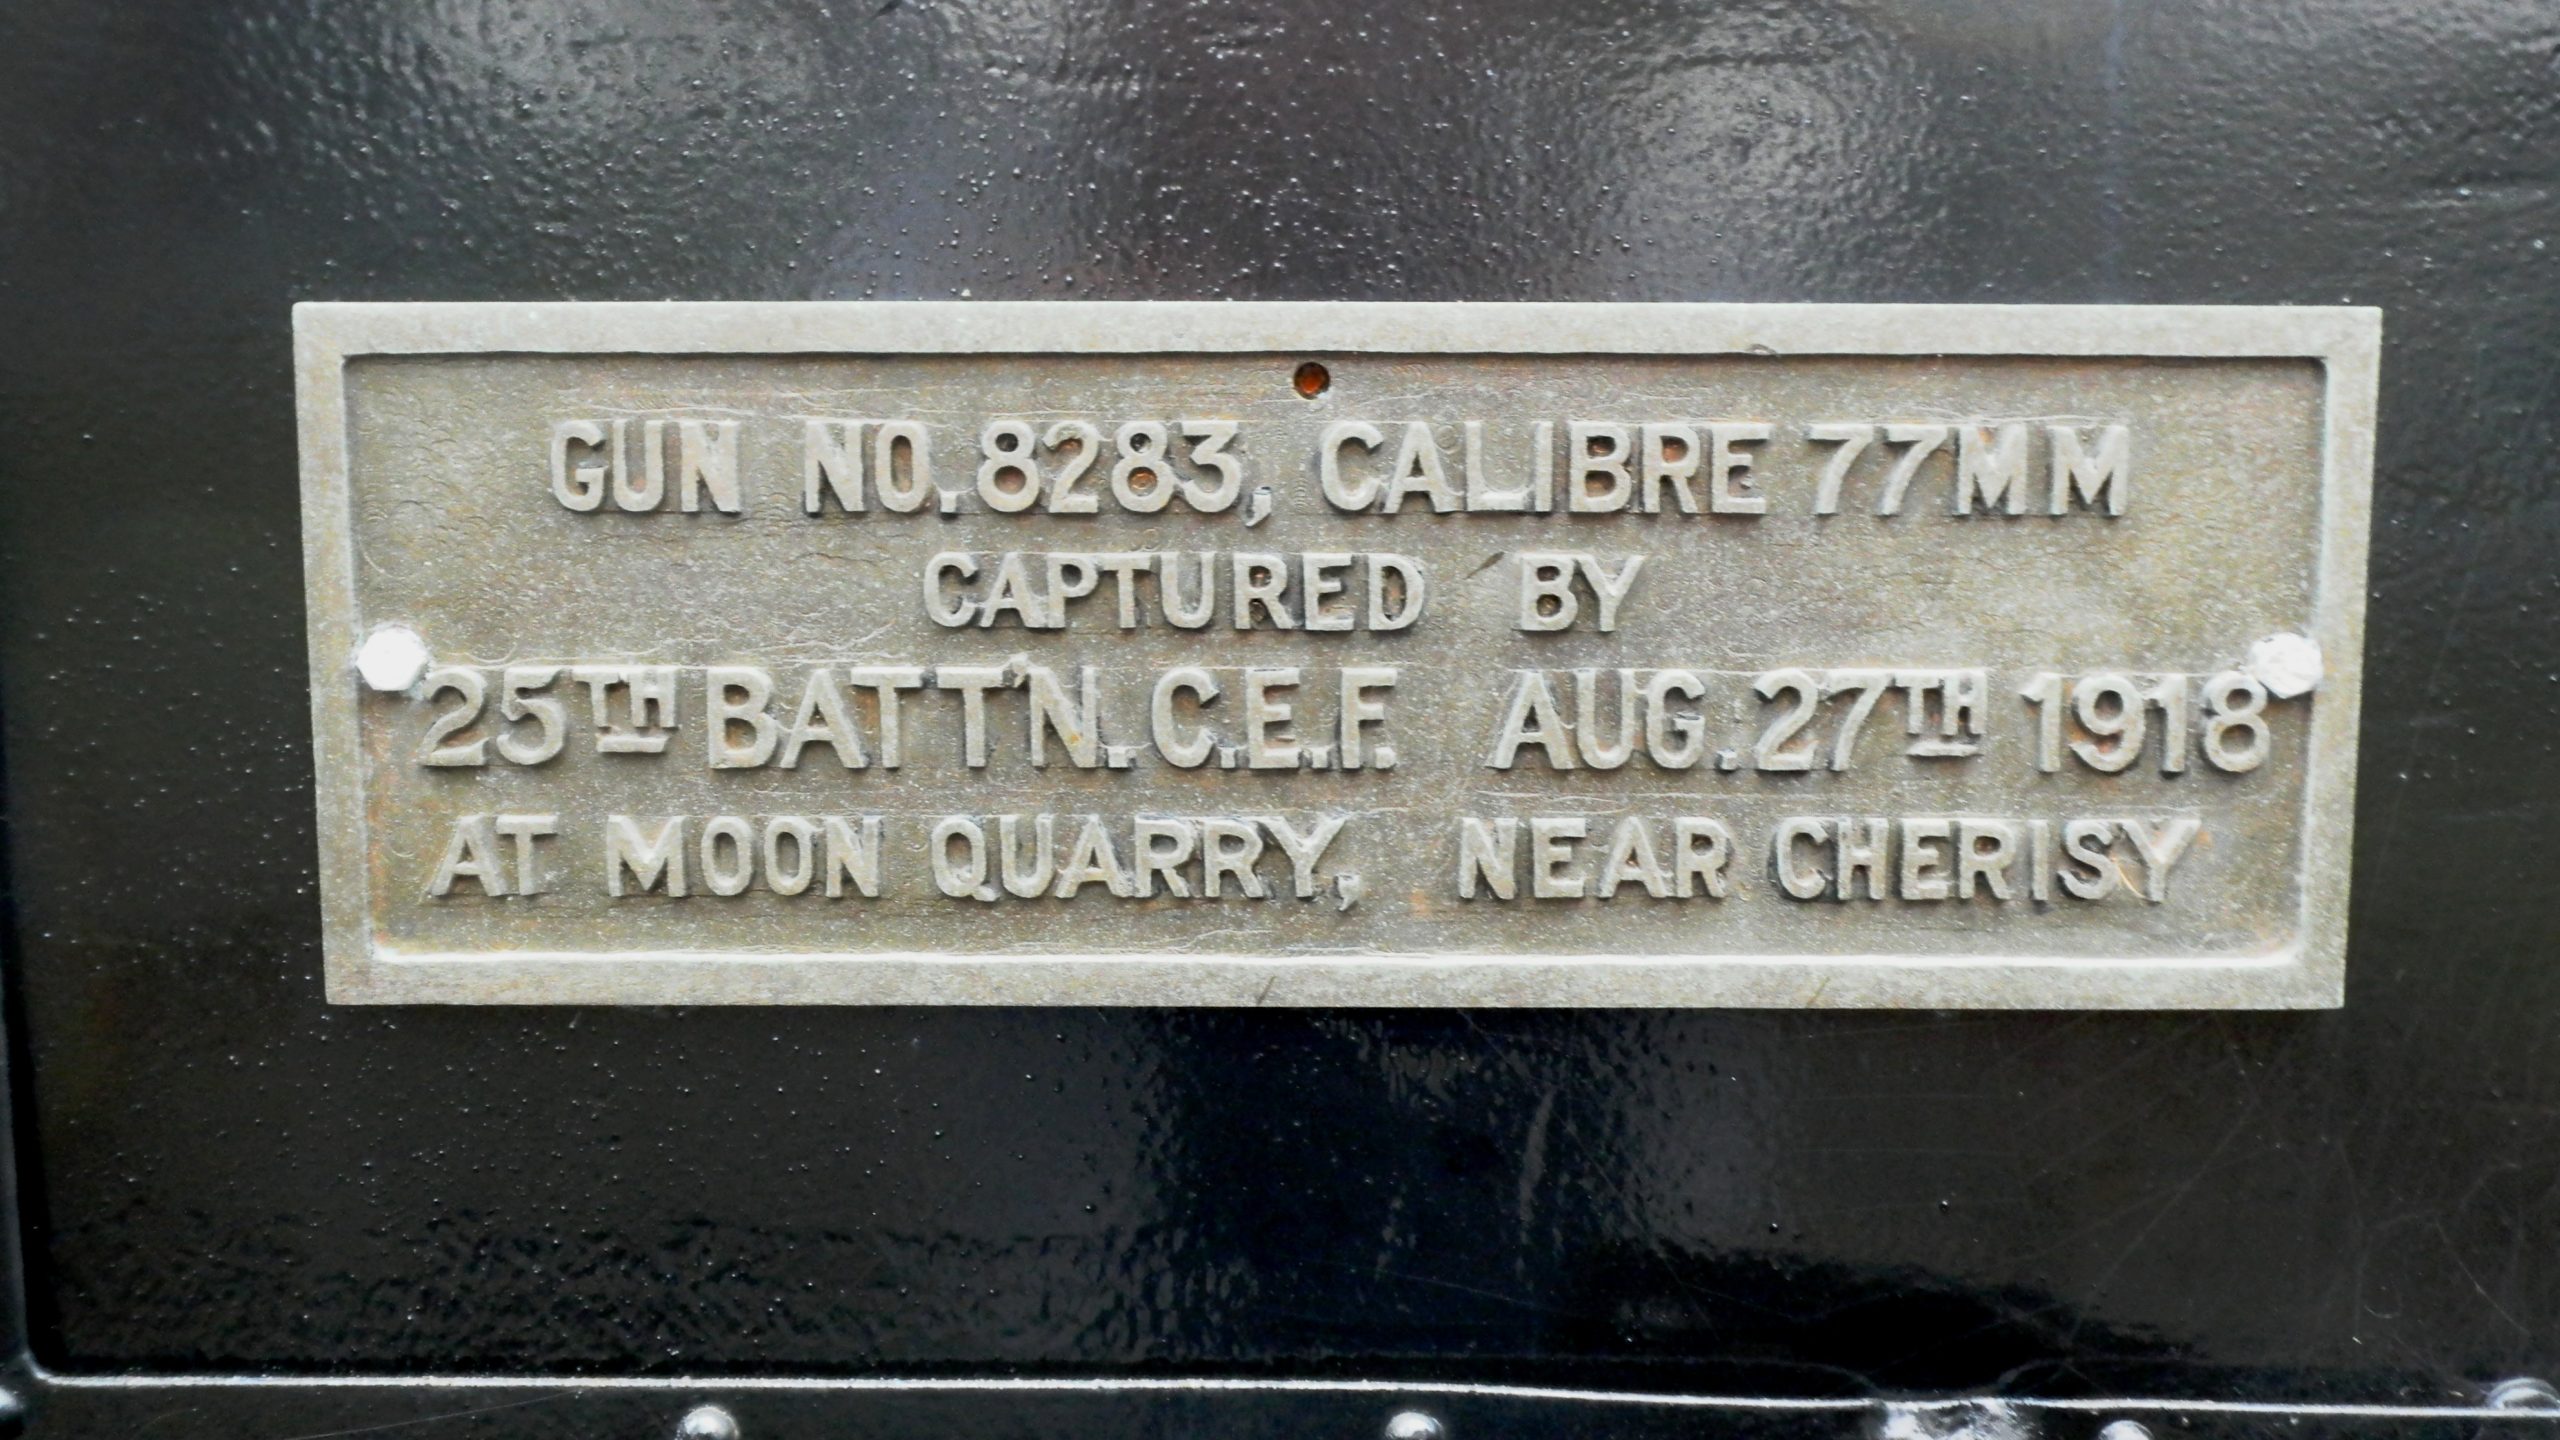 GUN NO. 8283, CALIBRE 77MM
CAPTURED BY
25TH BATT'N. C.E.F. AUG. 27TH 1918
AT MOON QUARRY, NEAR CHERISY